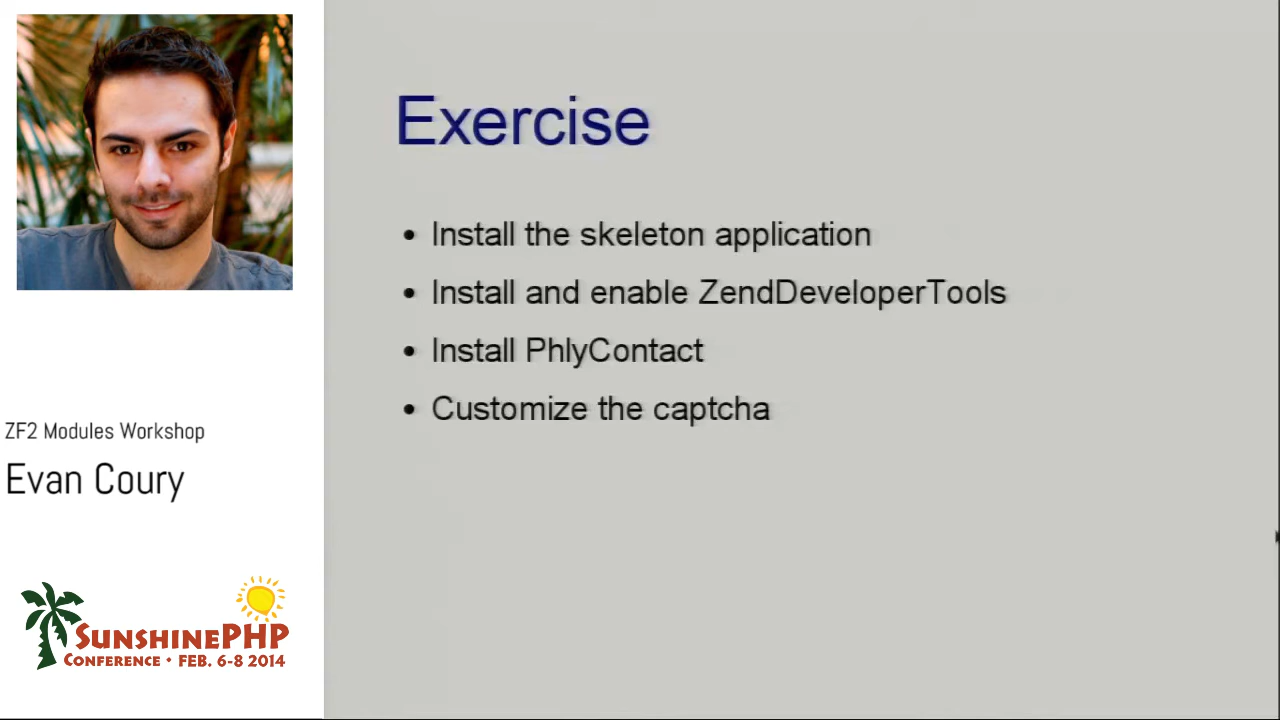 Exercise
• Install the skeleton application
• Install and enable ZendDeveloperTools
• Install PhlyContact
• Customize the captcha
ZF2 Modules Workshop
Evan Coury
SUNSHINEPHP
CONFERENCE • FEB. 6-8 2014